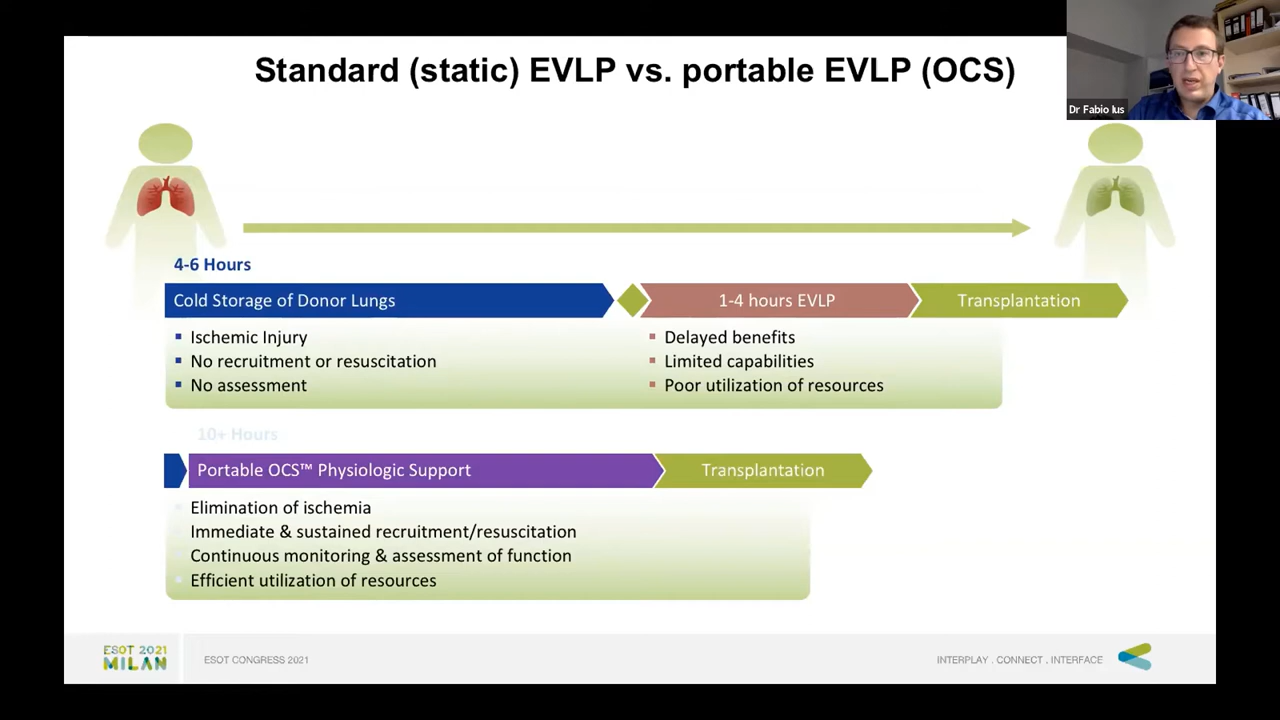 Standard (static) EVLP vs. portable EVLP (OCS)
Dr Fabio Ius
4-6 Hours
Cold Storage of Donor Lungs
1-4 hours EVLP
Transplantation
▪ Ischemic Injury
▪ No recruitment or resuscitation
▪ No assessment
▪ Delayed benefits
▪ Limited capabilities
▪ Poor utilization of resources
10+ Hours
Portable OCS™ Physiologic Support
Transplantation
Elimination of ischemia
Immediate & sustained recruitment/resuscitation
Continuous monitoring & assessment of function
Efficient utilization of resources
ESOT 2021
MILAN
ESOT CONGRESS 2021
INTERPLAY . CONNECT . INTERFACE